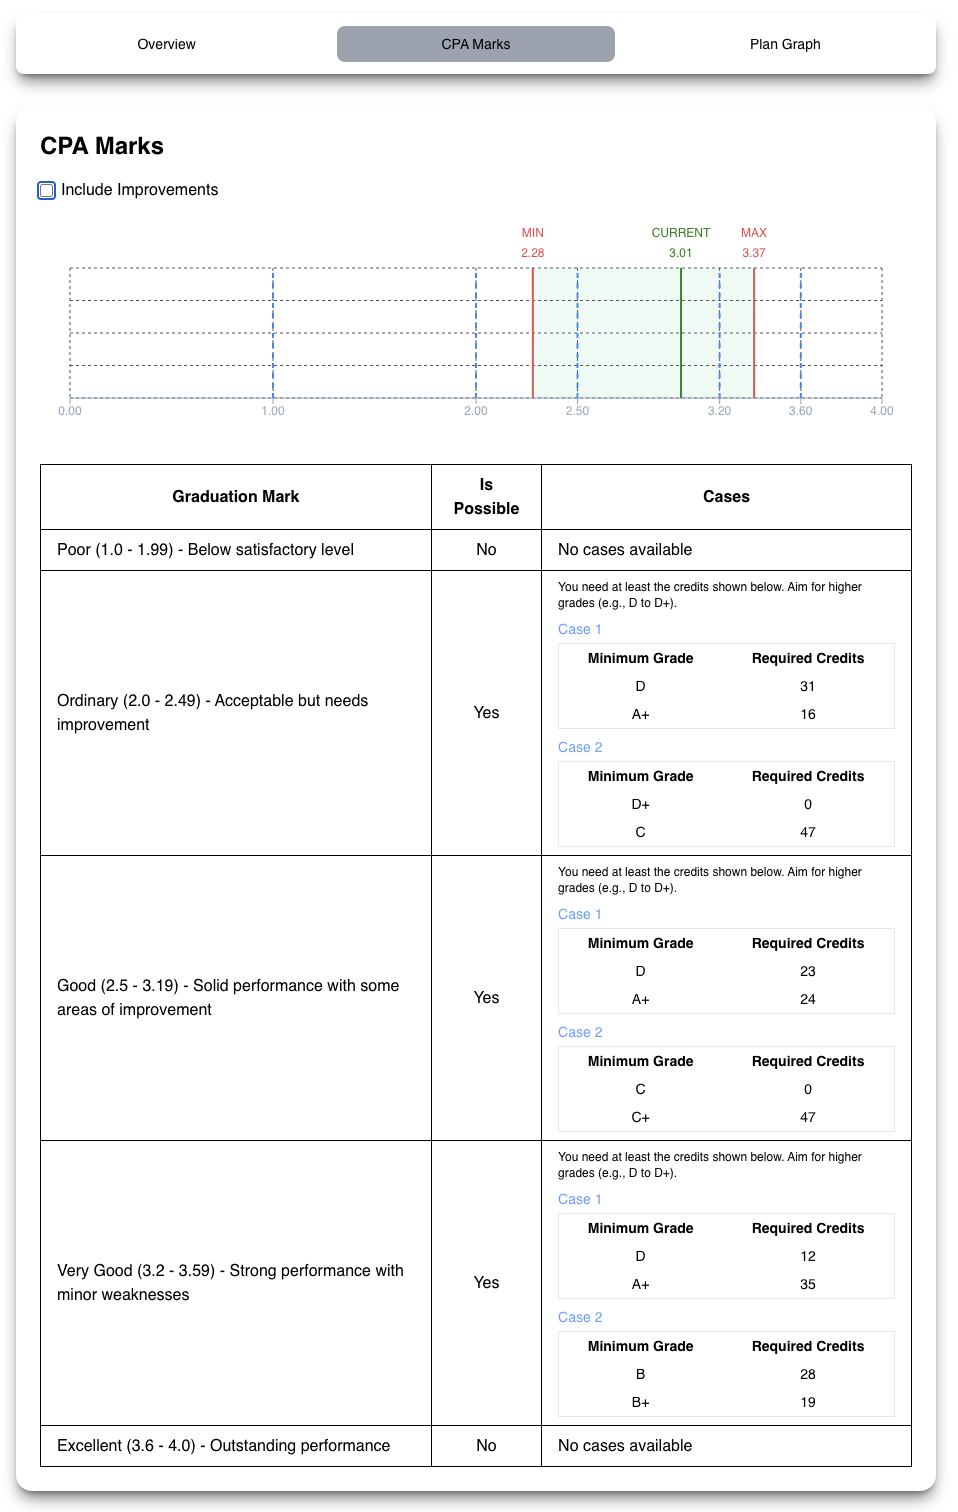 Overview CPA Marks Plan Graph
CPA Marks
Include Improvements
MIN CURRENT MAX
2.28 3.01 3.37
0.00 1.00 2.00 2.50 3.20 3.60 4.00
Graduation Mark Is Possible Cases
Poor (1.0 - 1.99) - Below satisfactory level No No cases available
Ordinary (2.0 - 2.49) - Acceptable but needs
improvement
Yes
You need at least the credits shown below. Aim for higher
grades (e.g., D to D+).
Case 1
Minimum Grade Required Credits
D 31
A+ 16
Case 2
Minimum Grade Required Credits
D+ 0
C 47
Good (2.5 - 3.19) - Solid performance with some
areas of improvement
Yes
You need at least the credits shown below. Aim for higher
grades (e.g., D to D+).
Case 1
Minimum Grade Required Credits
D 23
A+ 24
Case 2
Minimum Grade Required Credits
C 0
C+ 47
Very Good (3.2 - 3.59) - Strong performance with
minor weaknesses
Yes
You need at least the credits shown below. Aim for higher
grades (e.g., D to D+).
Case 1
Minimum Grade Required Credits
D 12
A+ 35
Case 2
Minimum Grade Required Credits
B 28
B+ 19
Excellent (3.6 - 4.0) - Outstanding performance No No cases available